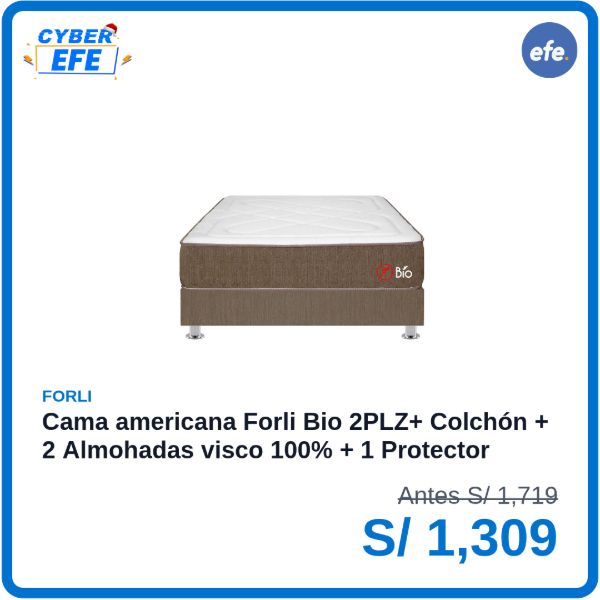 CYBER
EFE
efe.
Bio
FORLI
Cama americana Forli Bio 2PLZ+ Colchón +
2 Almohadas visco 100% + 1 Protector
Antes S/ 1,719
S/ 1,309